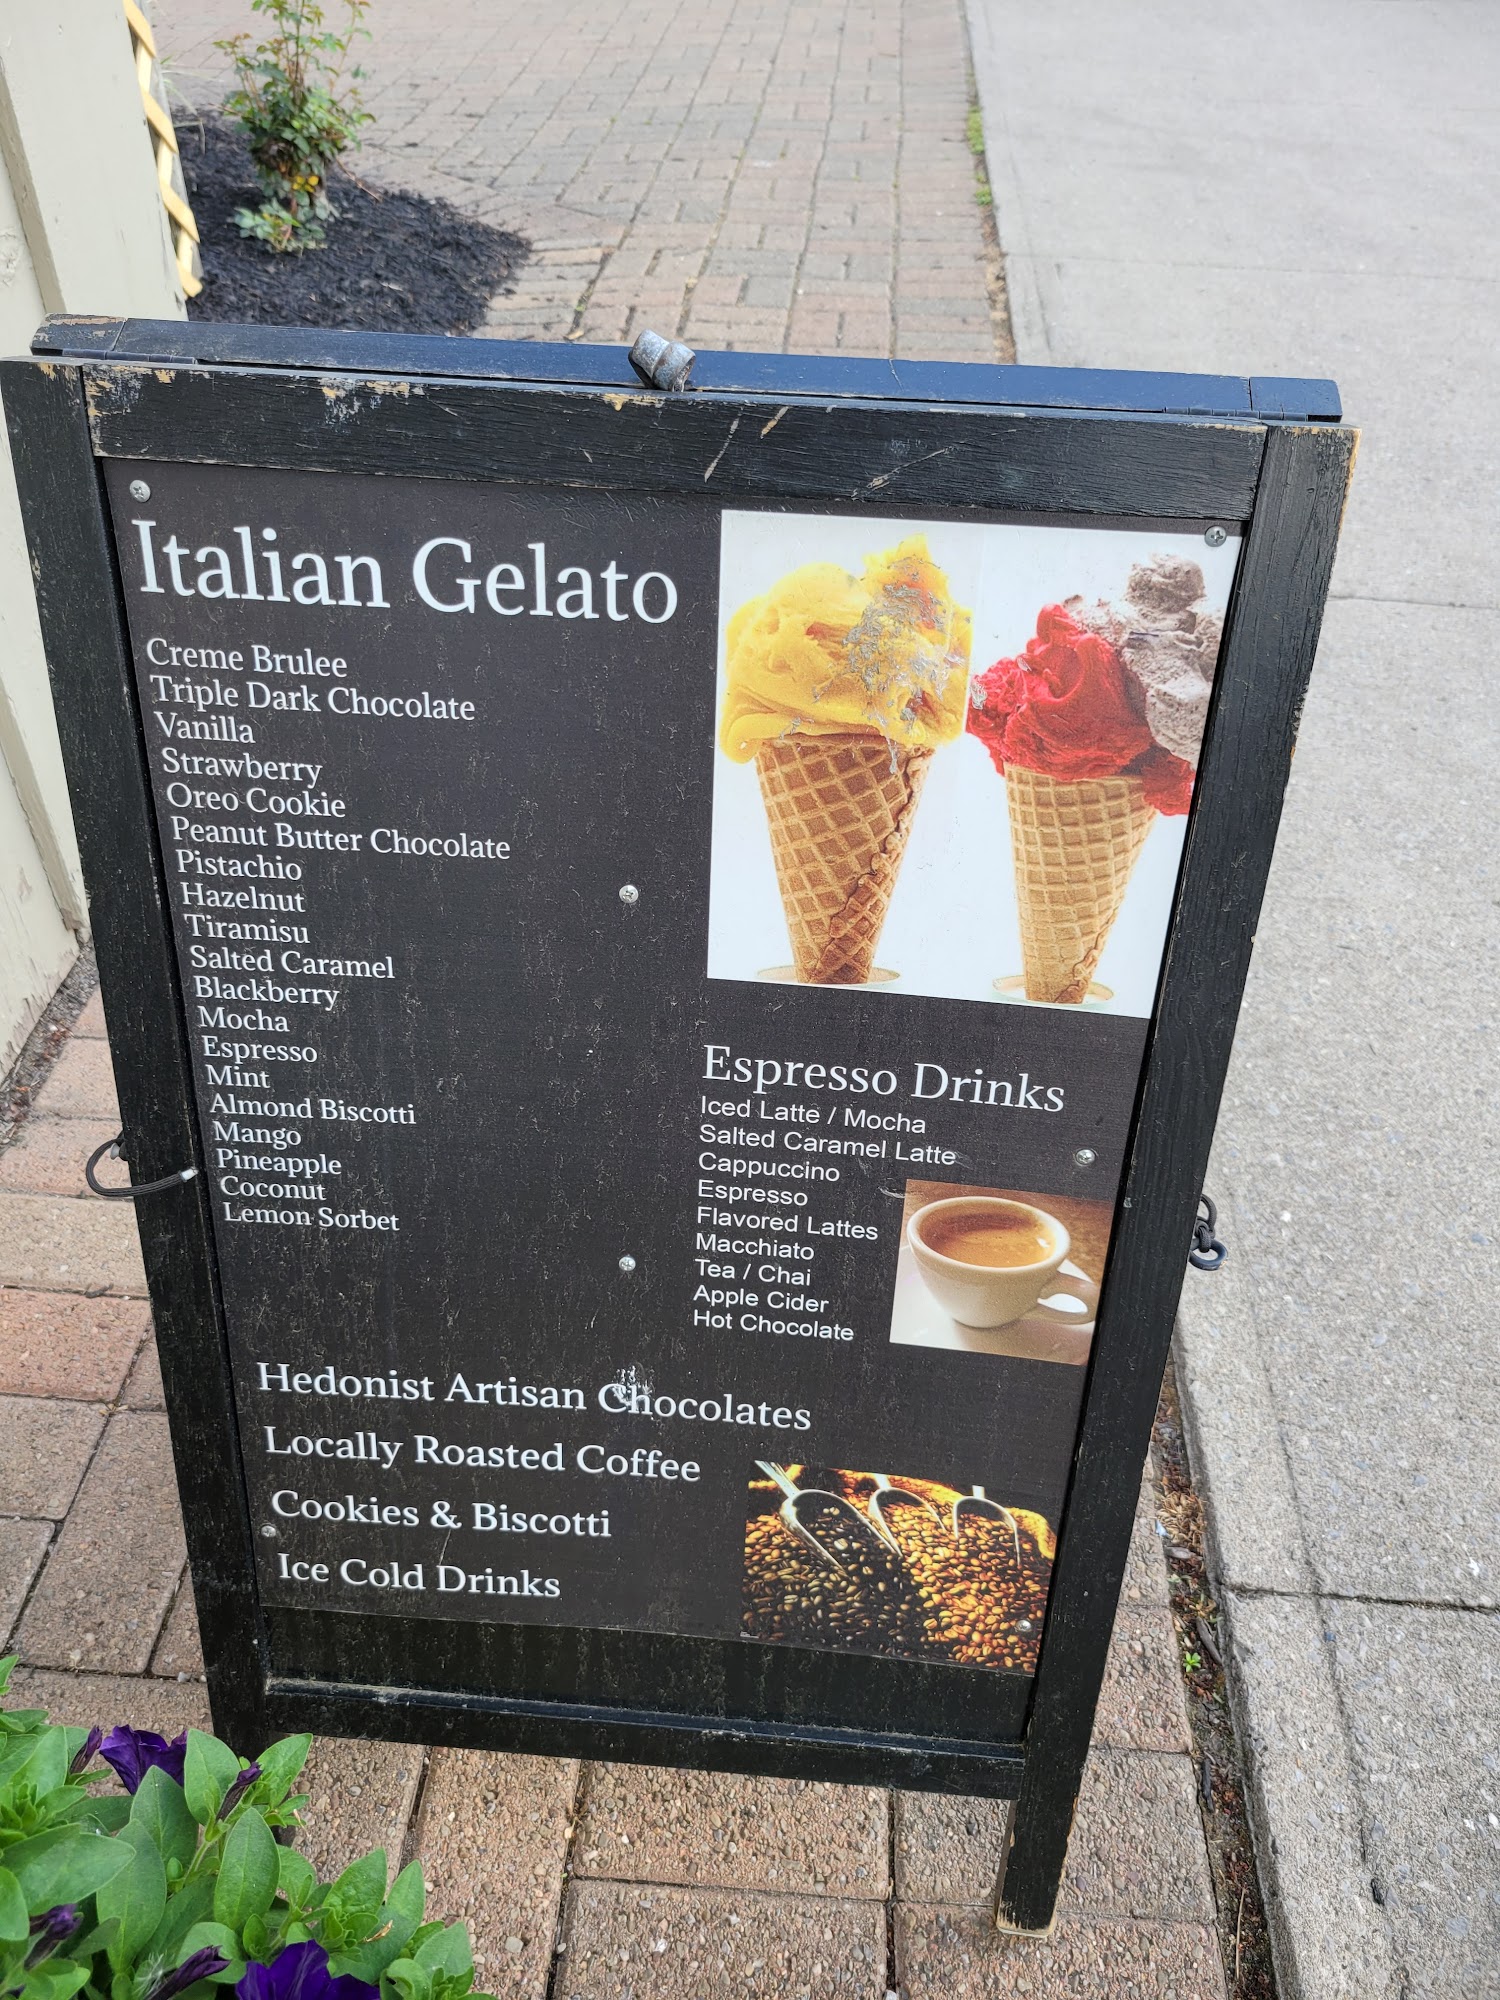 Italian Gelato
Creme Brulee
Triple Dark Chocolate
Vanilla
Strawberry
Oreo Cookie
Peanut Butter Chocolate
Pistachio
Hazelnut
Tiramisu
Salted Caramel
Blackberry
Mocha
Espresso
Mint
Almond Biscotti
Mango
Pineapple
Coconut
Lemon Sorbet
Espresso Drinks
Iced Latte / Mocha
Salted Caramel Latte
Cappuccino
Espresso
Flavored Lattes
Macchiato
Tea / Chai
Apple Cider
Hot Chocolate
Hedonist Artisan Chocolates
Locally Roasted Coffee
Cookies & Biscotti
Ice Cold Drinks